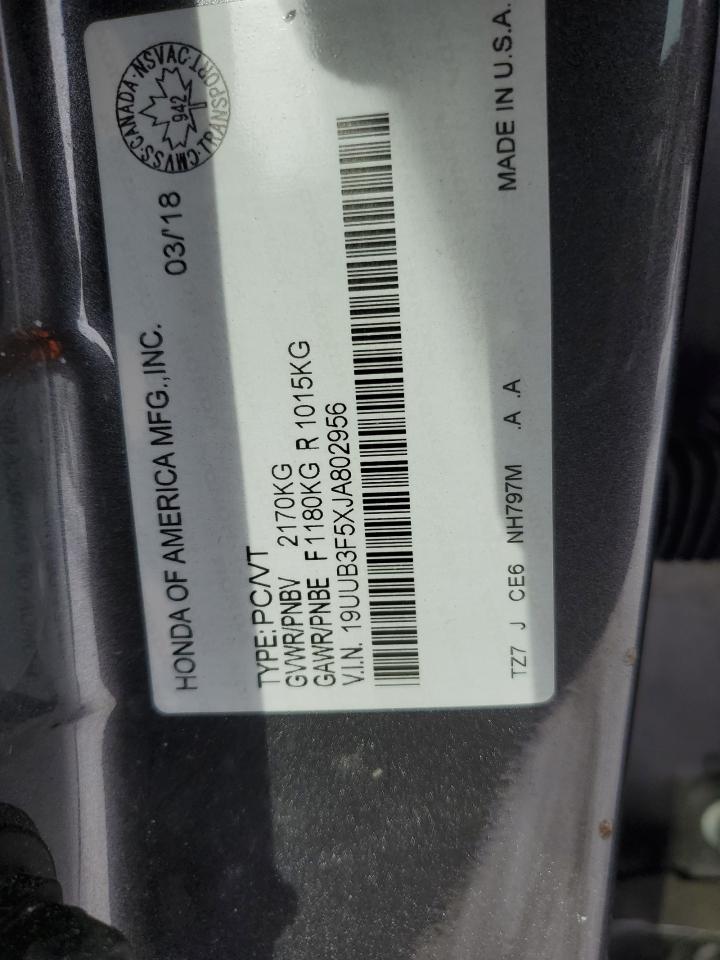 HONDA OF AMERICA MFG.,INC. 03/'18
CMVSS·CANADA·NSVAC·TRANSPORT·
942
TYPE: PC/VT
GVWR/PNBV 2170KG
GAWR/PNBE F 1180KG R 1015KG
V.I.N. 19UUB3F5XJA802956
TZ7 J CE6 NH797M .A .A MADE IN U.S.A.